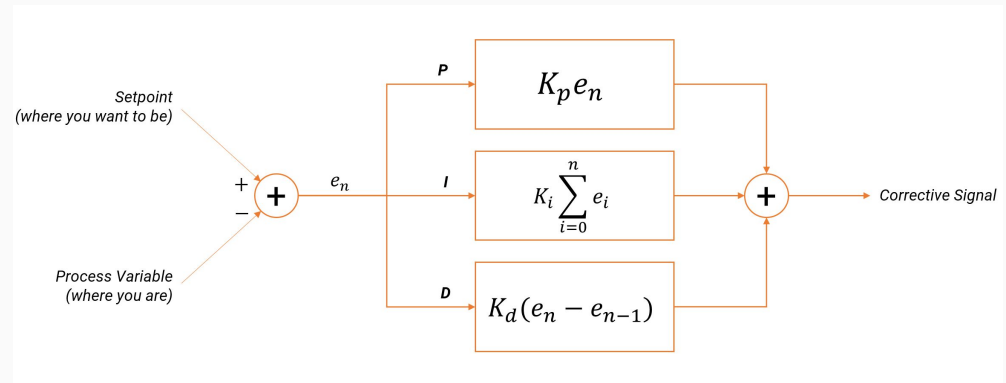 P
K_p e_n
Setpoint
(where you want to be)
+
−
+
e_n
I
K_i ∑_{i=0}^{n} e_i
+
Corrective Signal
Process Variable
(where you are)
D
K_d(e_n − e_{n−1})